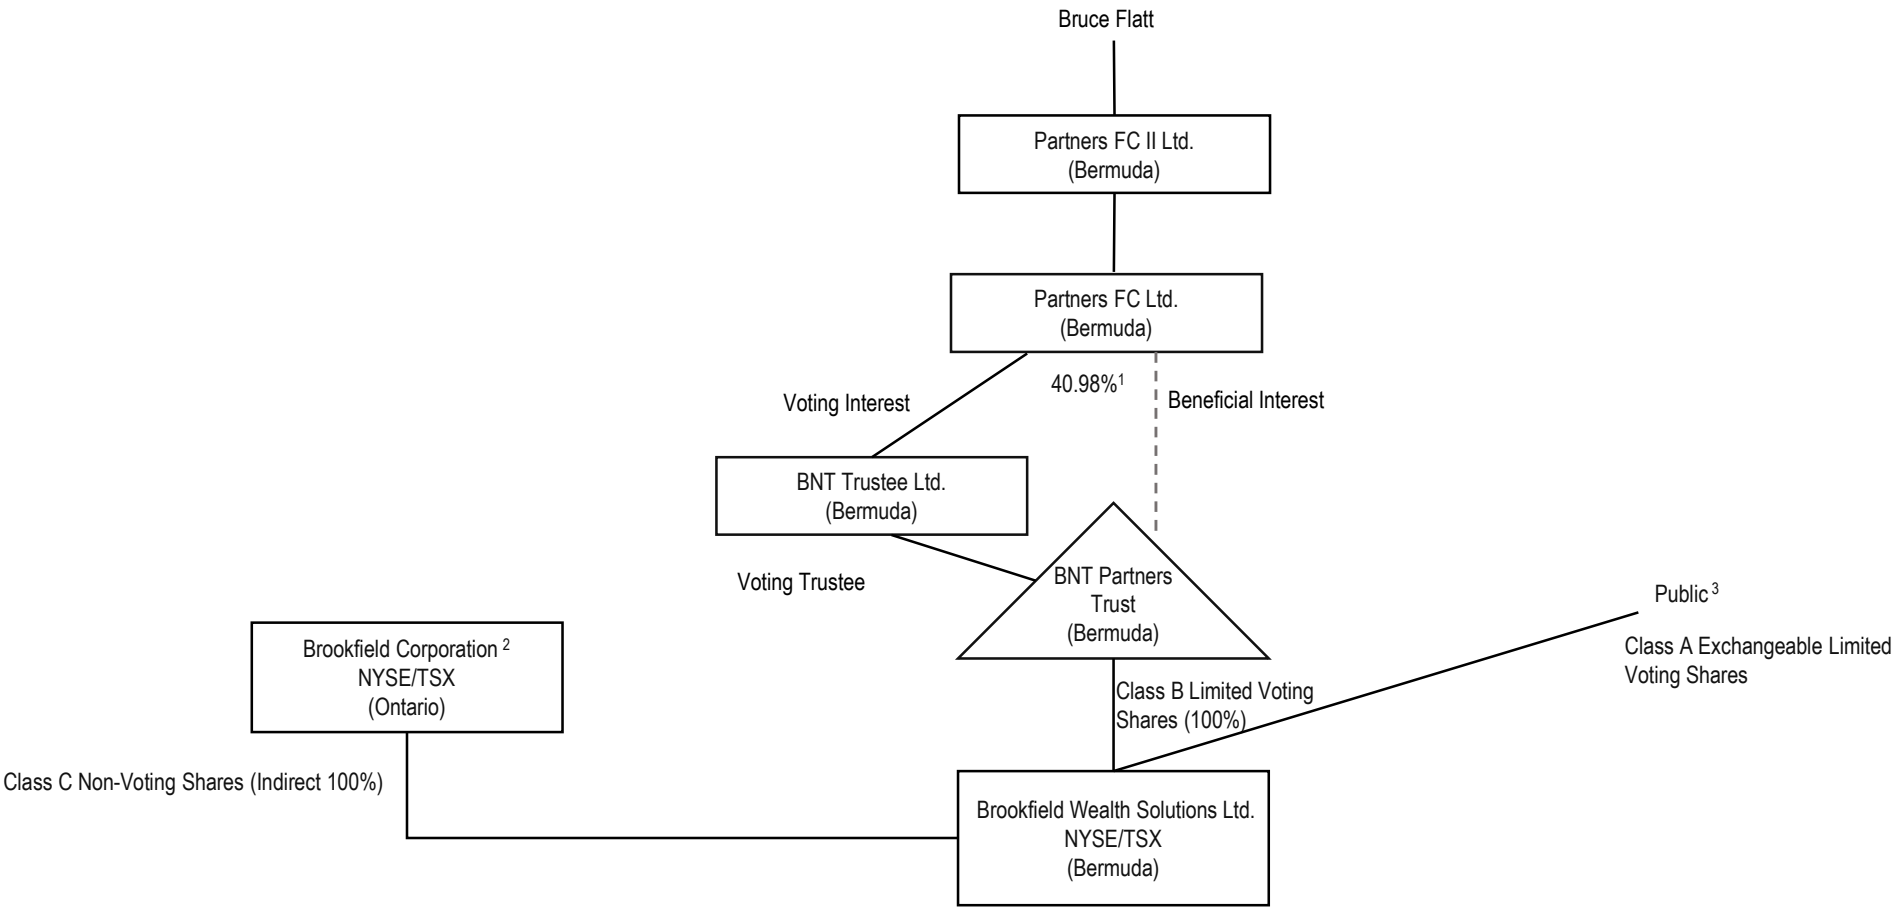 Bruce Flatt
Partners FC II Ltd.
(Bermuda)
Partners FC Ltd.
(Bermuda)
40.98%¹
Voting Interest
Beneficial Interest
BNT Trustee Ltd.
(Bermuda)
Voting Trustee
BNT Partners
Trust
(Bermuda)
Public ³
Class A Exchangeable Limited
Voting Shares
Brookfield Corporation ²
NYSE/TSX
(Ontario)
Class B Limited Voting
Shares (100%)
Class C Non-Voting Shares (Indirect 100%)
Brookfield Wealth Solutions Ltd.
NYSE/TSX
(Bermuda)